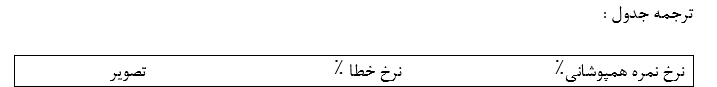 ترجمه جدول :
نرخ نمره همپوشانی٪ نرخ خطا ٪ تصویر